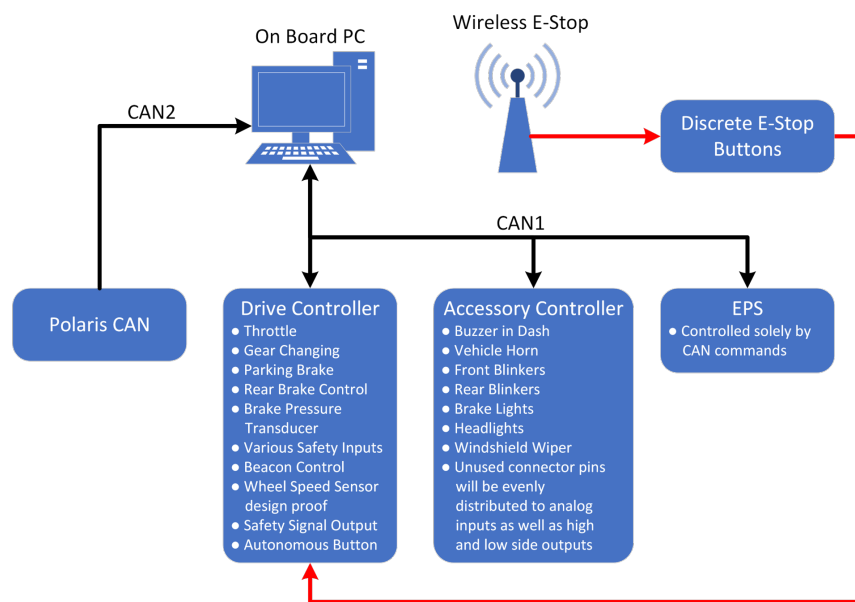 On Board PC
Wireless E-Stop
CAN2
Discrete E-Stop
Buttons
CAN1
Polaris CAN
Drive Controller
● Throttle
● Gear Changing
● Parking Brake
● Rear Brake Control
● Brake Pressure
Transducer
● Various Safety Inputs
● Beacon Control
● Wheel Speed Sensor
design proof
● Safety Signal Output
● Autonomous Button
Accessory Controller
● Buzzer in Dash
● Vehicle Horn
● Front Blinkers
● Rear Blinkers
● Brake Lights
● Headlights
● Windshield Wiper
● Unused connector pins
will be evenly
distributed to analog
inputs as well as high
and low side outputs
EPS
● Controlled solely by
CAN commands